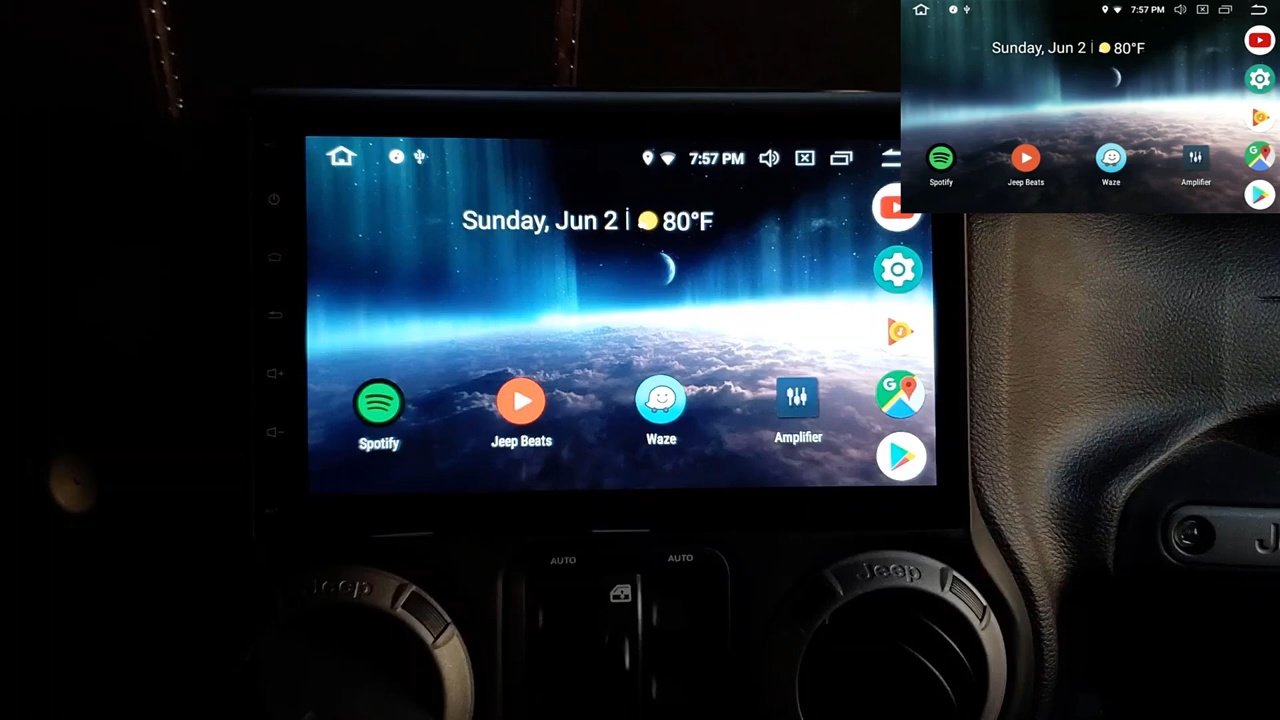 7:57 PM
Sunday, Jun 2 | 80°F
Spotify
Jeep Beats
Waze
Amplifier
G
7:57 PM
Sunday, Jun 2 | 80°F
Spotify
Jeep Beats
Waze
Amplifier
G
AUTO
AUTO
Jeep
Jeep